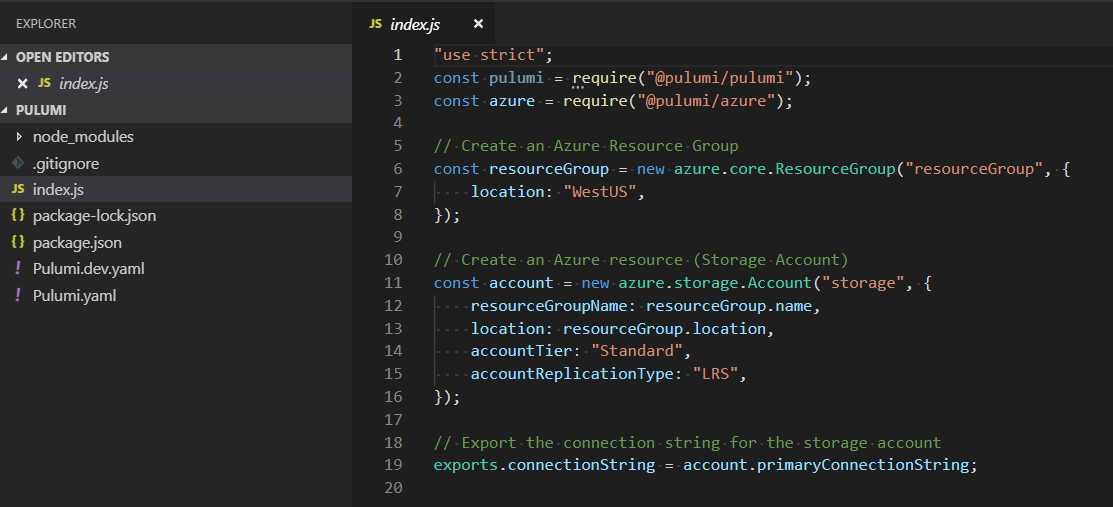 EXPLORER
OPEN EDITORS
JS index.js
PULUMI
node_modules
.gitignore
JS index.js
{} package-lock.json
{} package.json
! Pulumi.dev.yaml
! Pulumi.yaml
JS index.js
1 "use strict";
2 const pulumi = require("@pulumi/pulumi");
3 const azure = require("@pulumi/azure");
4
5 // Create an Azure Resource Group
6 const resourceGroup = new azure.core.ResourceGroup("resourceGroup", {
7     location: "WestUS",
8 });
9
10 // Create an Azure resource (Storage Account)
11 const account = new azure.storage.Account("storage", {
12     resourceGroupName: resourceGroup.name,
13     location: resourceGroup.location,
14     accountTier: "Standard",
15     accountReplicationType: "LRS",
16 });
17
18 // Export the connection string for the storage account
19 exports.connectionString = account.primaryConnectionString;
20